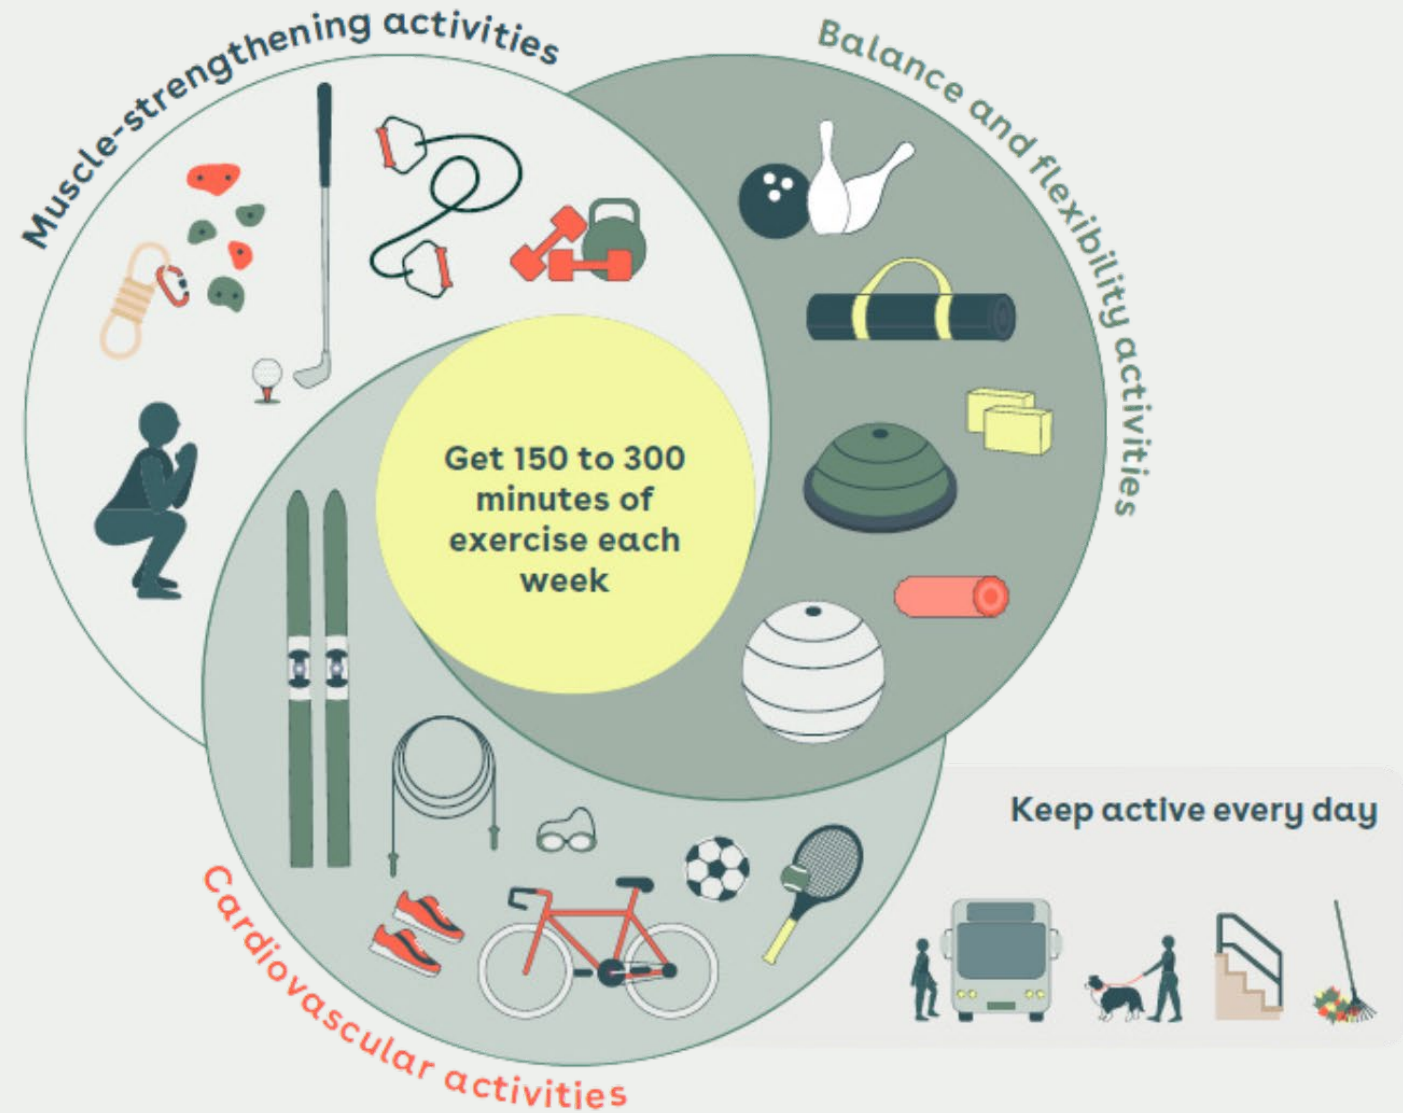 Muscle-strengthening activities
Balance and flexibility activities
Get 150 to 300
minutes of
exercise each
week
Keep active every day
Cardiovascular activities